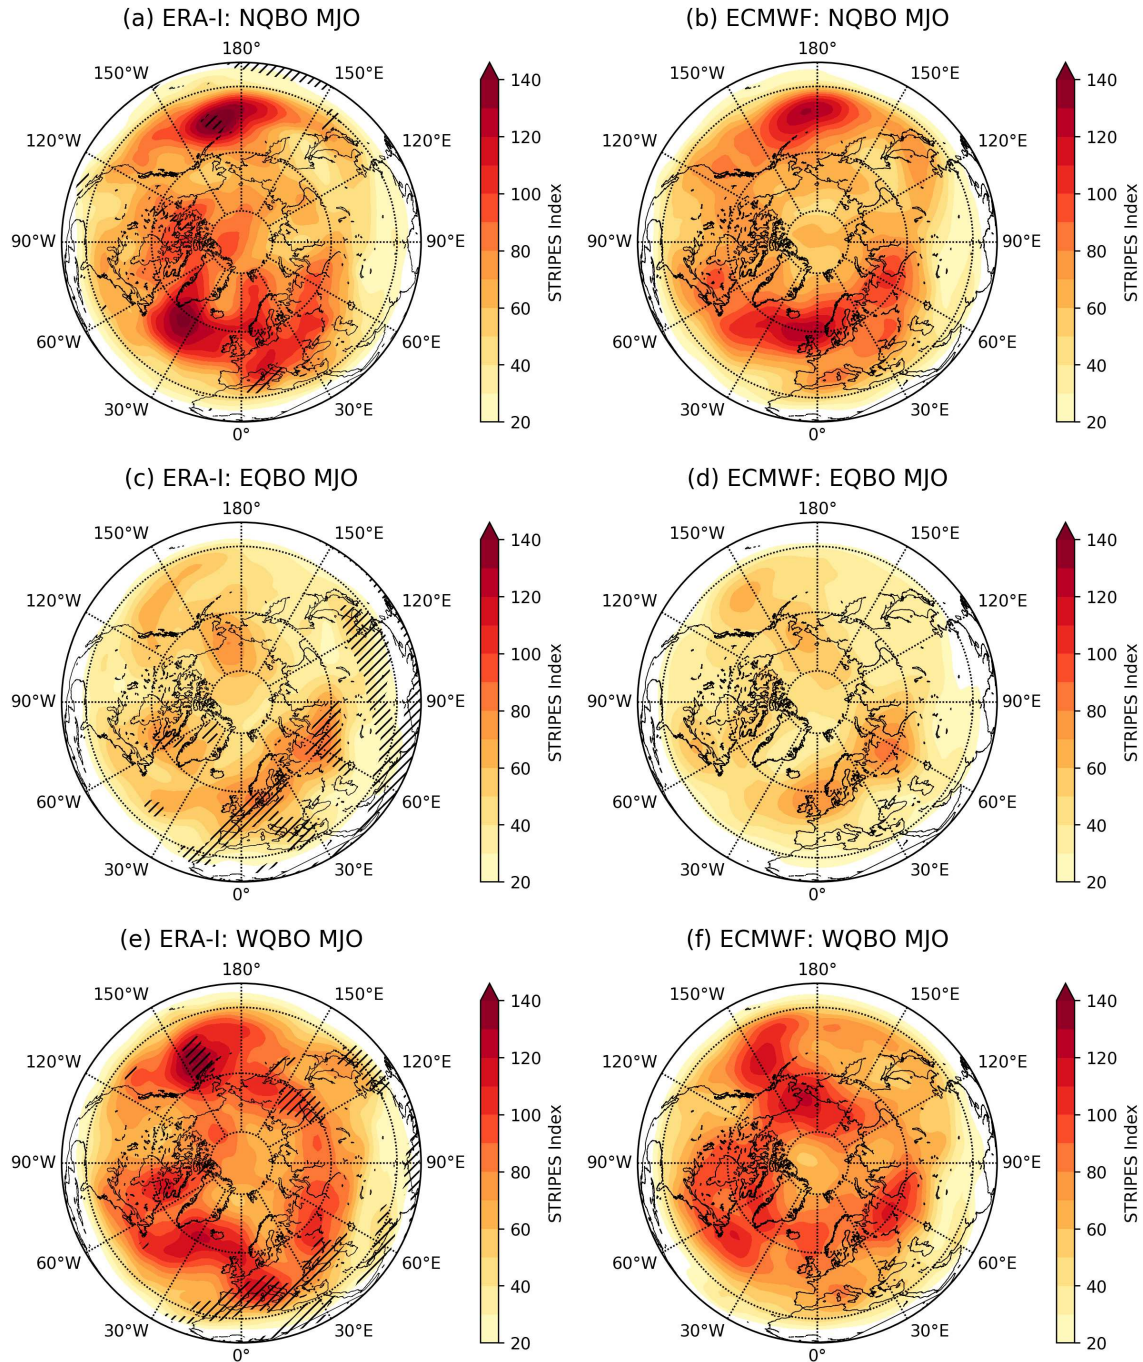 (a) ERA-I: NQBO MJO
180°
150°W
150°E
120°W
120°E
90°W
90°E
60°W
60°E
30°W
30°E
0°
140
120
100
80
60
40
20
STRIPES Index
(b) ECMWF: NQBO MJO
180°
150°W
150°E
120°W
120°E
90°W
90°E
60°W
60°E
30°W
30°E
0°
140
120
100
80
60
40
20
STRIPES Index
(c) ERA-I: EQBO MJO
180°
150°W
150°E
120°W
120°E
90°W
90°E
60°W
60°E
30°W
30°E
0°
140
120
100
80
60
40
20
STRIPES Index
(d) ECMWF: EQBO MJO
180°
150°W
150°E
120°W
120°E
90°W
90°E
60°W
60°E
30°W
30°E
0°
140
120
100
80
60
40
20
STRIPES Index
(e) ERA-I: WQBO MJO
180°
150°W
150°E
120°W
120°E
90°W
90°E
60°W
60°E
30°W
30°E
0°
140
120
100
80
60
40
20
STRIPES Index
(f) ECMWF: WQBO MJO
180°
150°W
150°E
120°W
120°E
90°W
90°E
60°W
60°E
30°W
30°E
0°
140
120
100
80
60
40
20
STRIPES Index